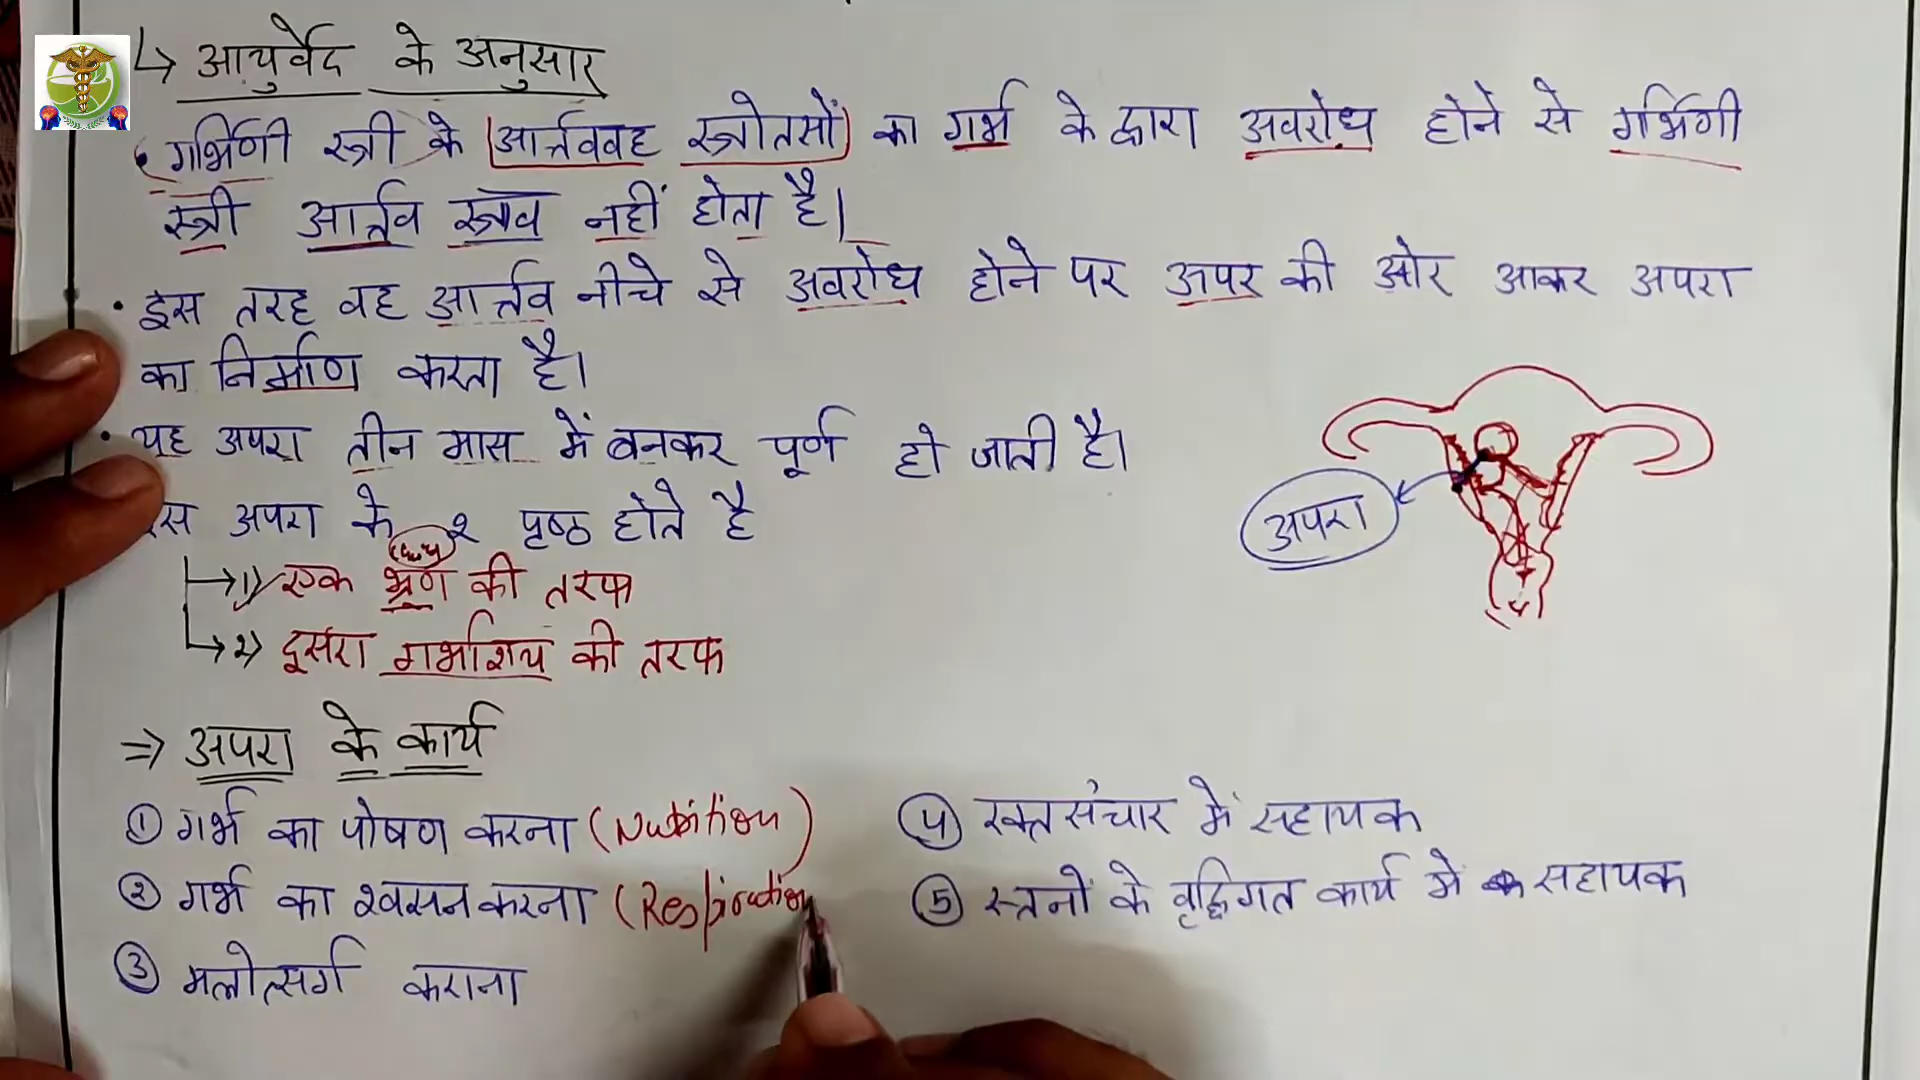 ↳ आयुर्वेद के अनुसार
• गर्भिणी स्त्री के (आर्त्तववह स्त्रोतसों) का गर्भ के द्वारा अवरोध होने से गर्भिणी
स्त्री आर्त्तव स्त्राव नहीं होता है।
• इस तरह वह आर्त्तव नीचे से अवरोध होने पर ऊपर की ओर आकर अपरा
का निर्माण करता है।
• यह अपरा तीन मास में बनकर पूर्ण हो जाती है।
अपरा
अपरा के २ पृष्ठ होते है
→ १) एक भ्रूण की तरफ
→ २) दूसरा गर्भाशय की तरफ
⇒ अपरा के कार्य
① गर्भ का पोषण करना (Nutrition)
② गर्भ का श्वसन करना (Respiration
③ मलोत्सर्ग कराना
④ रक्तसंचार में सहायक
⑤ स्तनों के वृद्धिगत कार्य में सहायक